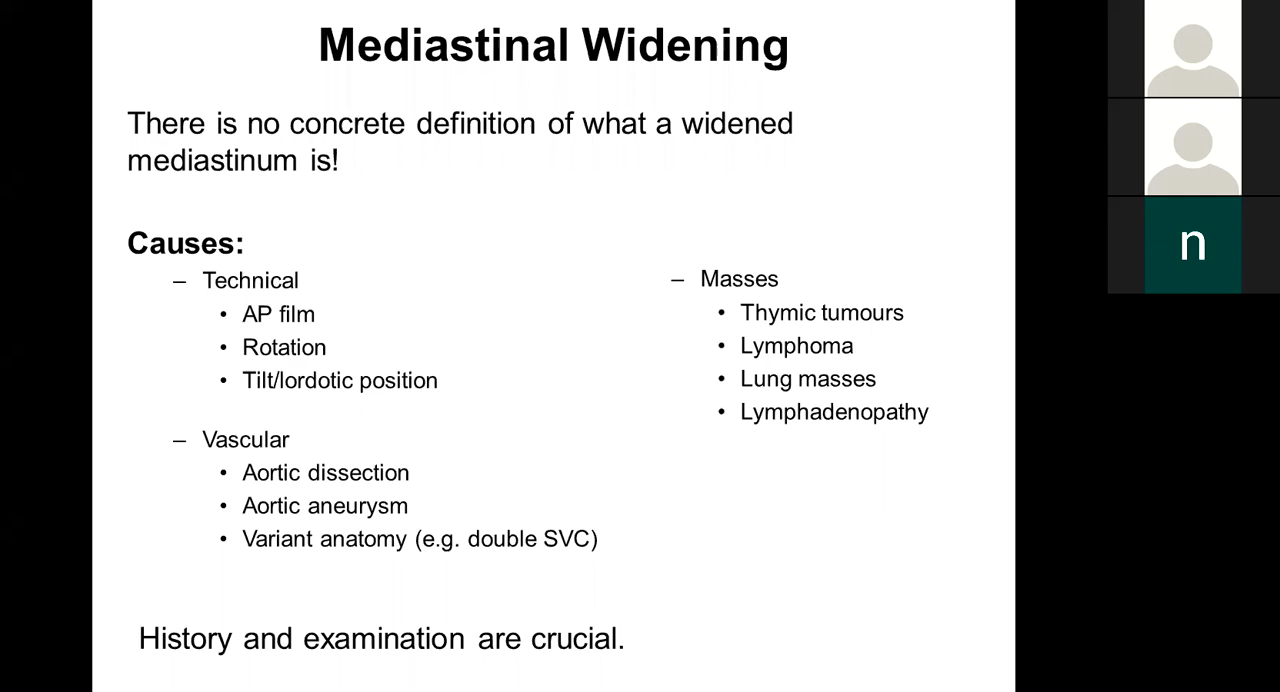 Mediastinal Widening
There is no concrete definition of what a widened
mediastinum is!
Causes:
– Technical
• AP film
• Rotation
• Tilt/lordotic position
– Vascular
• Aortic dissection
• Aortic aneurysm
• Variant anatomy (e.g. double SVC)
– Masses
• Thymic tumours
• Lymphoma
• Lung masses
• Lymphadenopathy
History and examination are crucial.
n